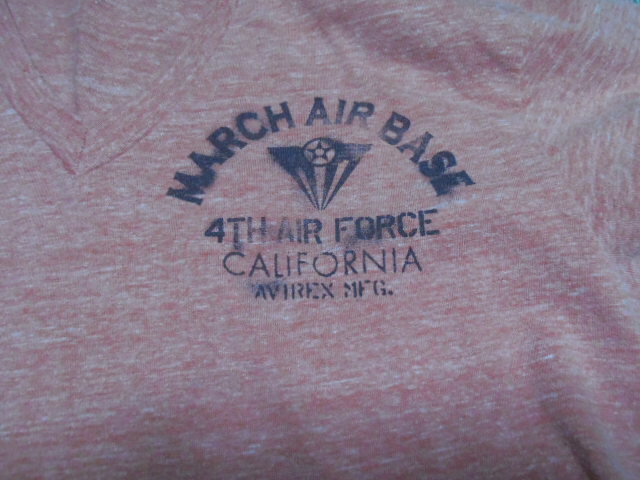 MARCH AIR BASE
4TH AIR FORCE
CALIFORNIA
AVIREX MFG.